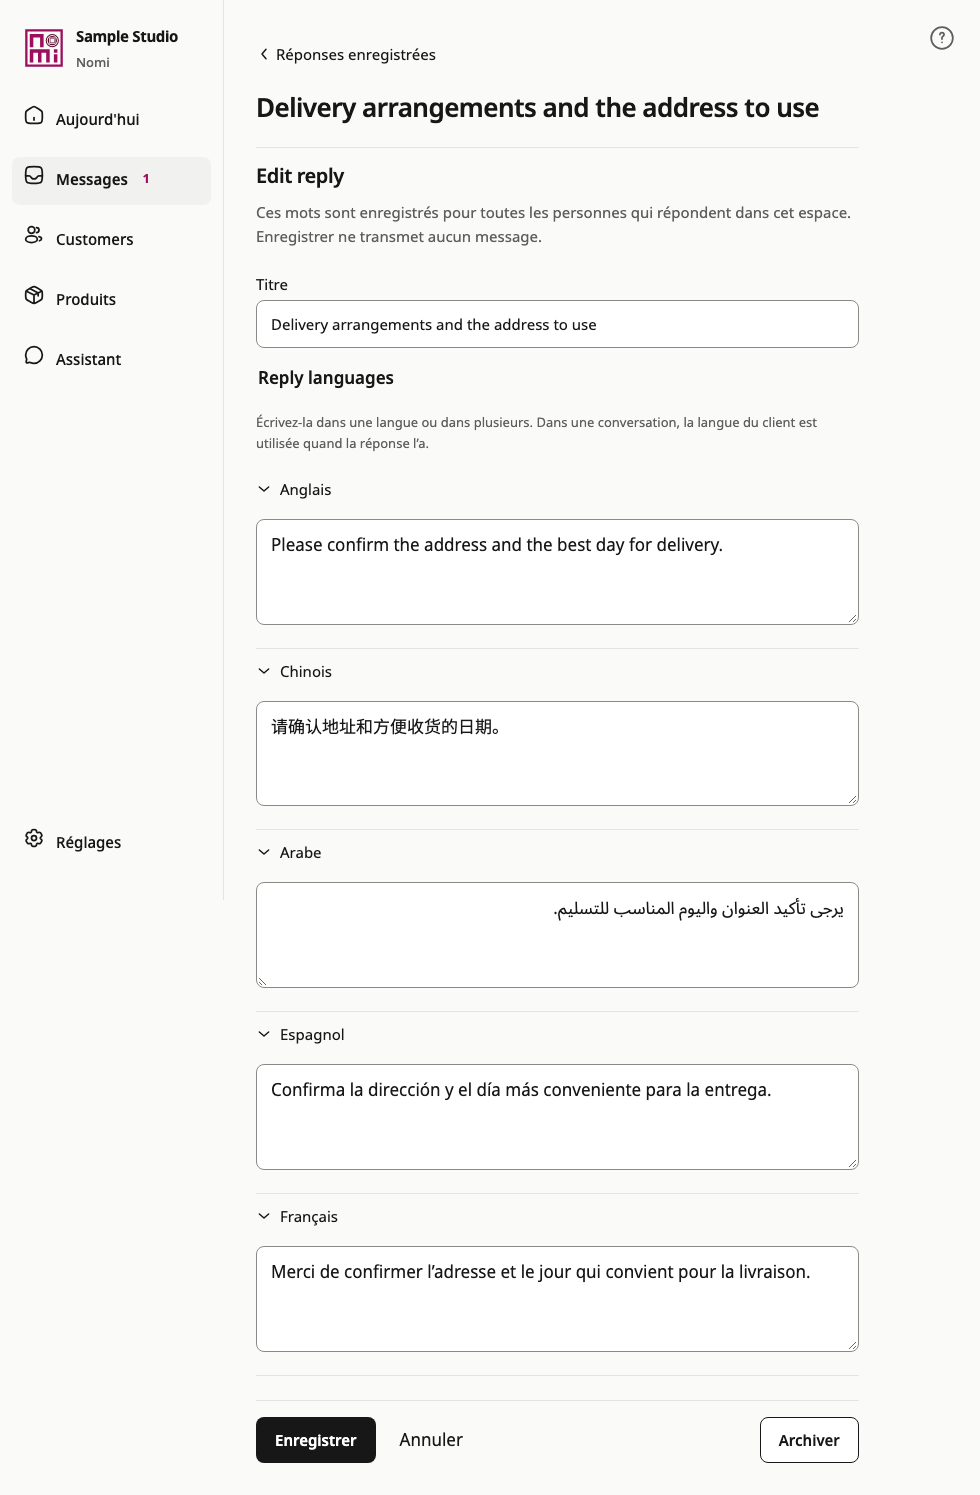 Sample Studio
Nomi
Aujourd'hui
Messages 1
Customers
Produits
Assistant
Réglages
Réponses enregistrées
Delivery arrangements and the address to use
Edit reply
Ces mots sont enregistrés pour toutes les personnes qui répondent dans cet espace.
Enregistrer ne transmet aucun message.
Titre
Delivery arrangements and the address to use
Reply languages
Écrivez-la dans une langue ou dans plusieurs. Dans une conversation, la langue du client est
utilisée quand la réponse l’a.
Anglais
Please confirm the address and the best day for delivery.
Chinois
请确认地址和方便收货的日期。
Arabe
يرجى تأكيد العنوان واليوم المناسب للتسليم.
Espagnol
Confirma la dirección y el día más conveniente para la entrega.
Français
Merci de confirmer l’adresse et le jour qui convient pour la livraison.
Enregistrer
Annuler
Archiver